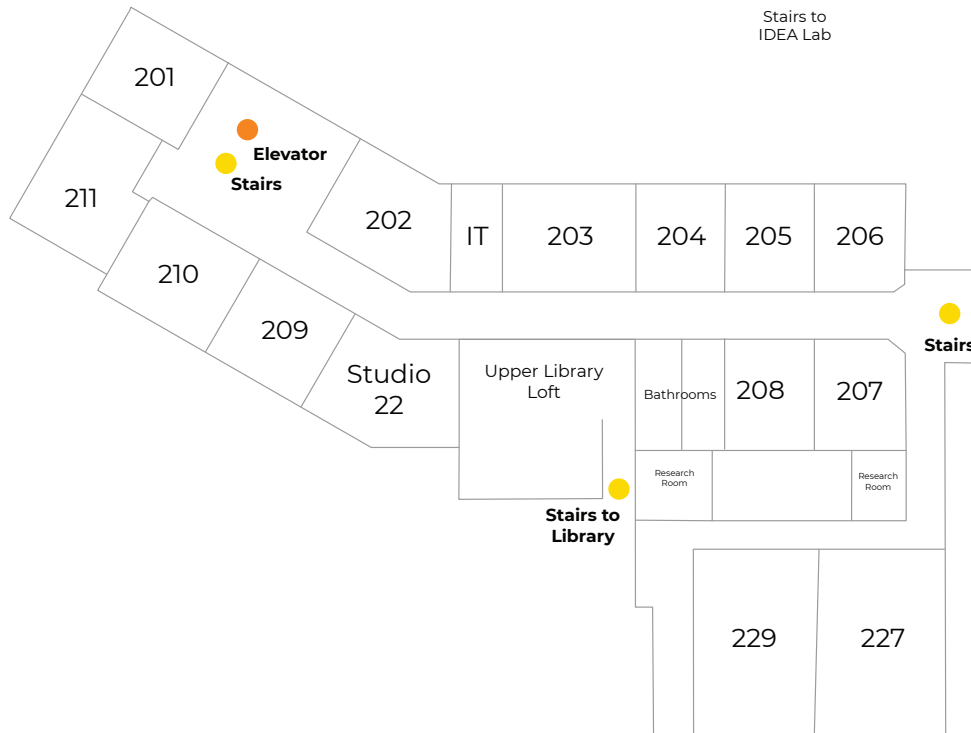 Stairs to
IDEA Lab
201
Elevator
Stairs
211
202
IT
203
204
205
206
210
209
Stairs
Studio
22
Upper Library
Loft
Bathrooms
208
207
Research
Room
Research
Room
Stairs to
Library
229
227